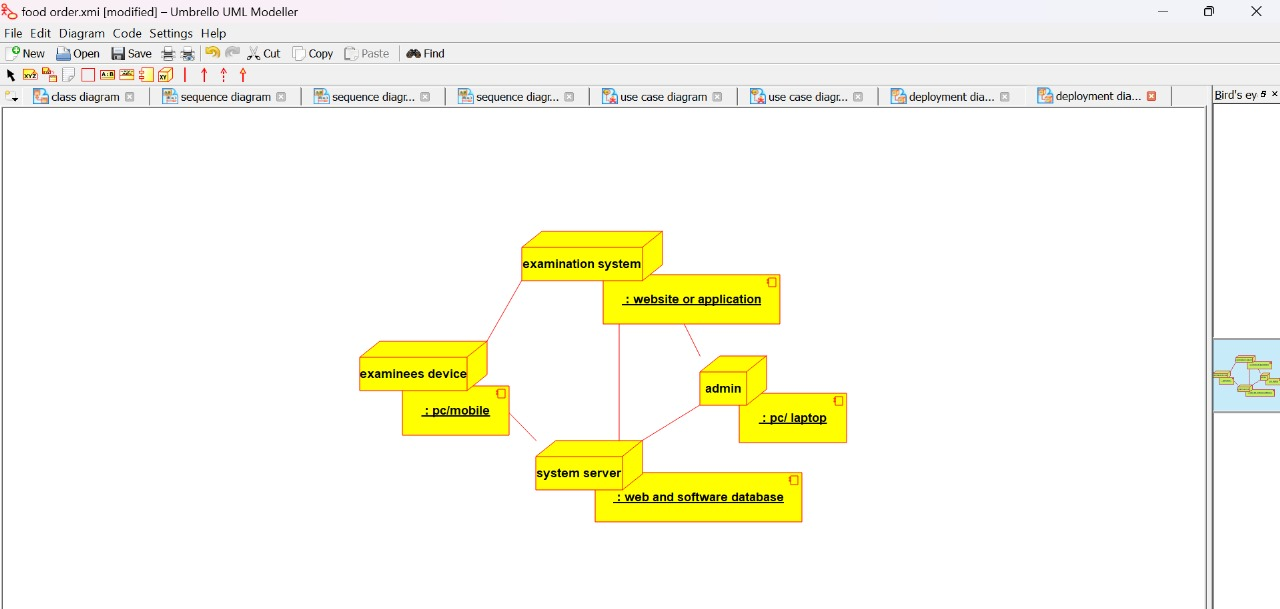 food order.xmi [modified] – Umbrello UML Modeller
File Edit Diagram Code Settings Help
New Open Save Cut Copy Paste Find
class diagram sequence diagram sequence diagr... sequence diagr... use case diagram use case diagr... deployment dia... deployment dia... Bird's ey
examination system
: website or application
examinees device
: pc/mobile
admin
: pc/ laptop
system server
: web and software database